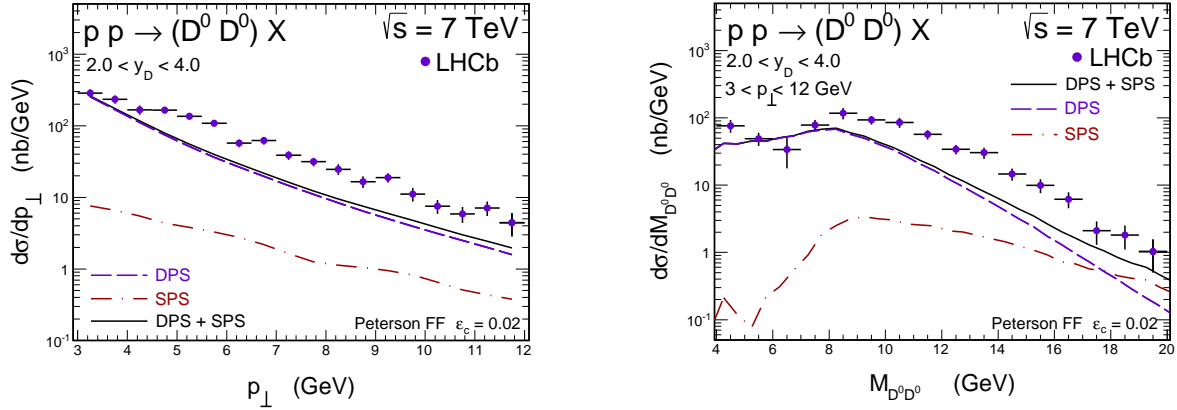 p p → (D⁰ D⁰) X √s = 7 TeV
2.0 < y_D < 4.0
LHCb
dσ/dp_⊥ (nb/GeV)
10³
10²
10
1
10⁻¹
DPS
SPS
DPS + SPS
Peterson FF ε_c = 0.02
3 4 5 6 7 8 9 10 11 12
p_⊥ (GeV)
p p → (D⁰ D⁰) X √s = 7 TeV
2.0 < y_D < 4.0
3 < p_⊥ < 12 GeV
LHCb
DPS + SPS
DPS
SPS
dσ/dM_D⁰D⁰ (nb/GeV)
10³
10²
10
1
10⁻¹
Peterson FF ε_c = 0.02
4 6 8 10 12 14 16 18 20
M_D⁰D⁰ (GeV)